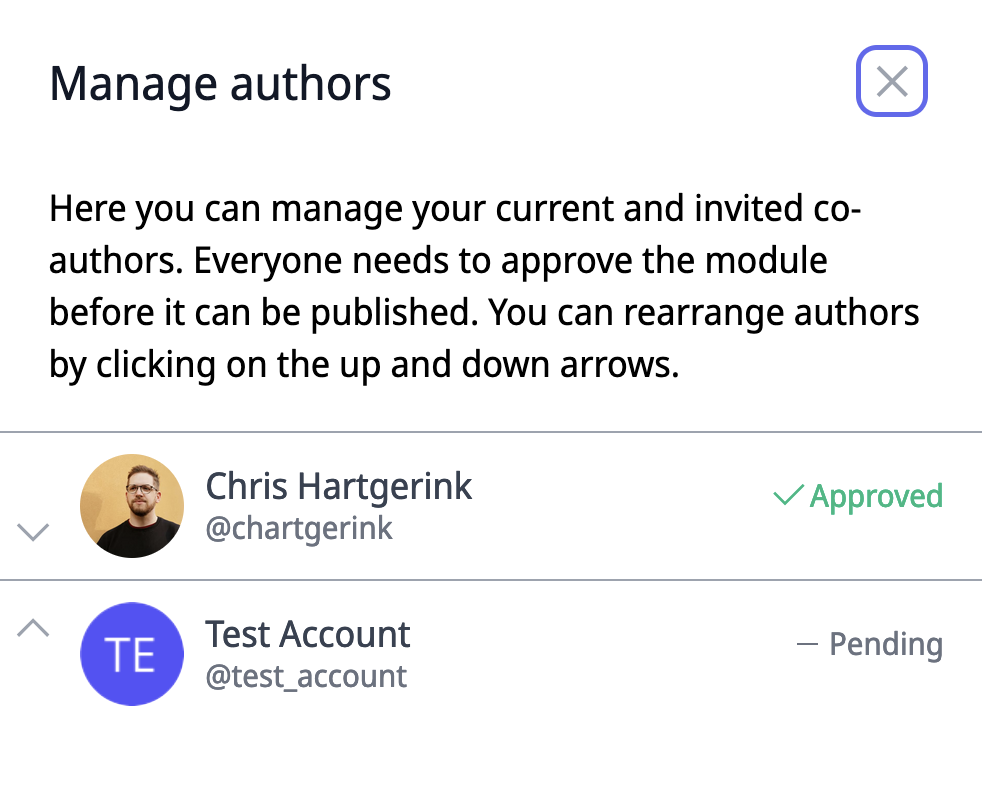 Manage authors
Here you can manage your current and invited co-
authors. Everyone needs to approve the module
before it can be published. You can rearrange authors
by clicking on the up and down arrows.
Chris Hartgerink
@chartgerink
Approved
TE
Test Account
@test_account
Pending